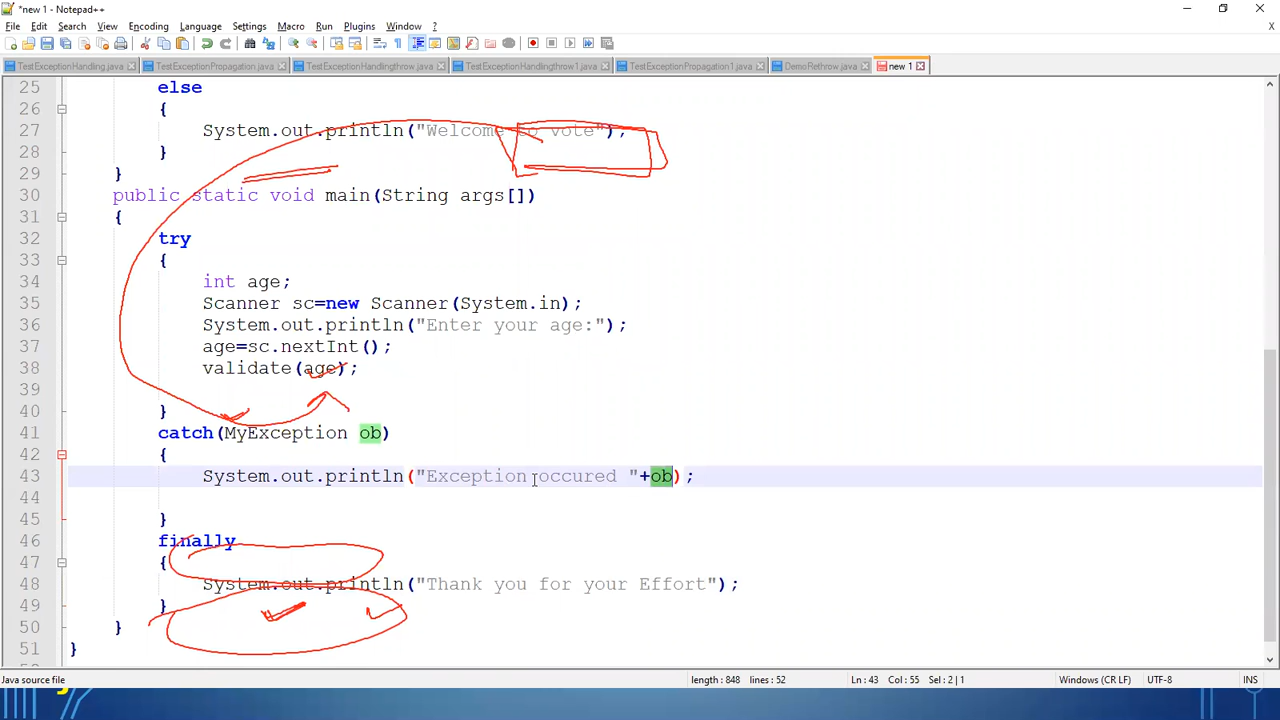 *new 1 - Notepad++
File Edit Search View Encoding Language Settings Macro Run Plugins Window ?
X
TestExceptionHandling.java TestExceptionPropagation.java TestExceptionHandlingthrow.java TestExceptionHandlingthrow1.java TestExceptionPropagation1.java DemoRethrow.java new 1
25 else
26 {
27 System.out.println("Welcome to vote");
28 }
29 }
30 public static void main(String args[])
31 {
32 try
33 {
34 int age;
35 Scanner sc=new Scanner(System.in);
36 System.out.println("Enter your age:");
37 age=sc.nextInt();
38 validate(age);
39
40 }
41 catch(MyException ob)
42 {
43 System.out.println("Exception occured "+ob);
44
45 }
46 finally
47 {
48 System.out.println("Thank you for your Effort");
49 }
50 }
51 }
Java source file length : 848 lines : 52 Ln : 43 Col : 55 Sel : 2 | 1 Windows (CR LF) UTF-8 INS